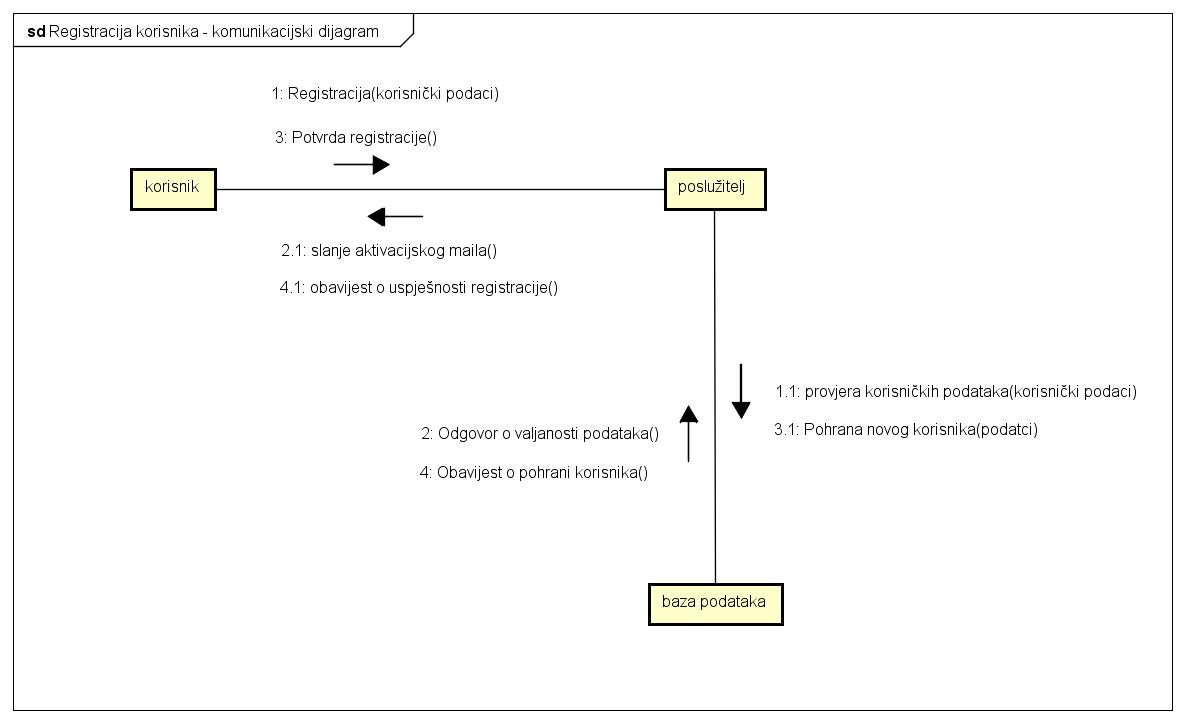 sd Registracija korisnika - komunikacijski dijagram
1: Registracija(korisnički podaci)
3: Potvrda registracije()
korisnik
poslužitelj
2.1: slanje aktivacijskog maila()
4.1: obavijest o uspješnosti registracije()
1.1: provjera korisničkih podataka(korisnički podaci)
3.1: Pohrana novog korisnika(podatci)
2: Odgovor o valjanosti podataka()
4: Obavijest o pohrani korisnika()
baza podataka